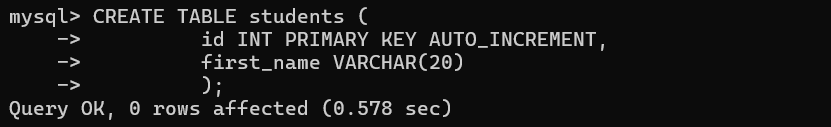 mysql> CREATE TABLE students (
    ->          id INT PRIMARY KEY AUTO_INCREMENT,
    ->          first_name VARCHAR(20)
    ->          );
Query OK, 0 rows affected (0.578 sec)